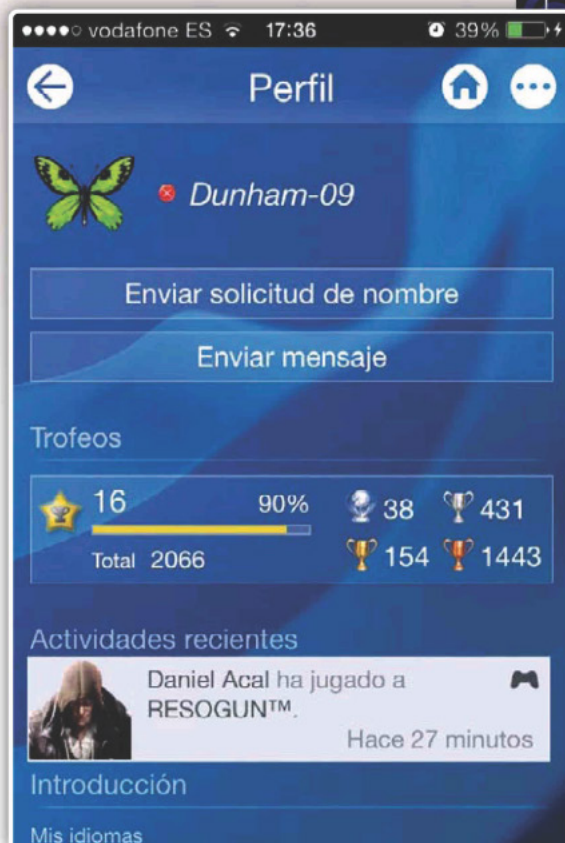 vodafone ES 17:36 39%
Perfil
Dunham-09
Enviar solicitud de nombre
Enviar mensaje
Trofeos
16 90% 38 431
Total 2066 154 1443
Actividades recientes
Daniel Acal ha jugado a
RESOGUN™.
Hace 27 minutos
Introducción
Mis idiomas